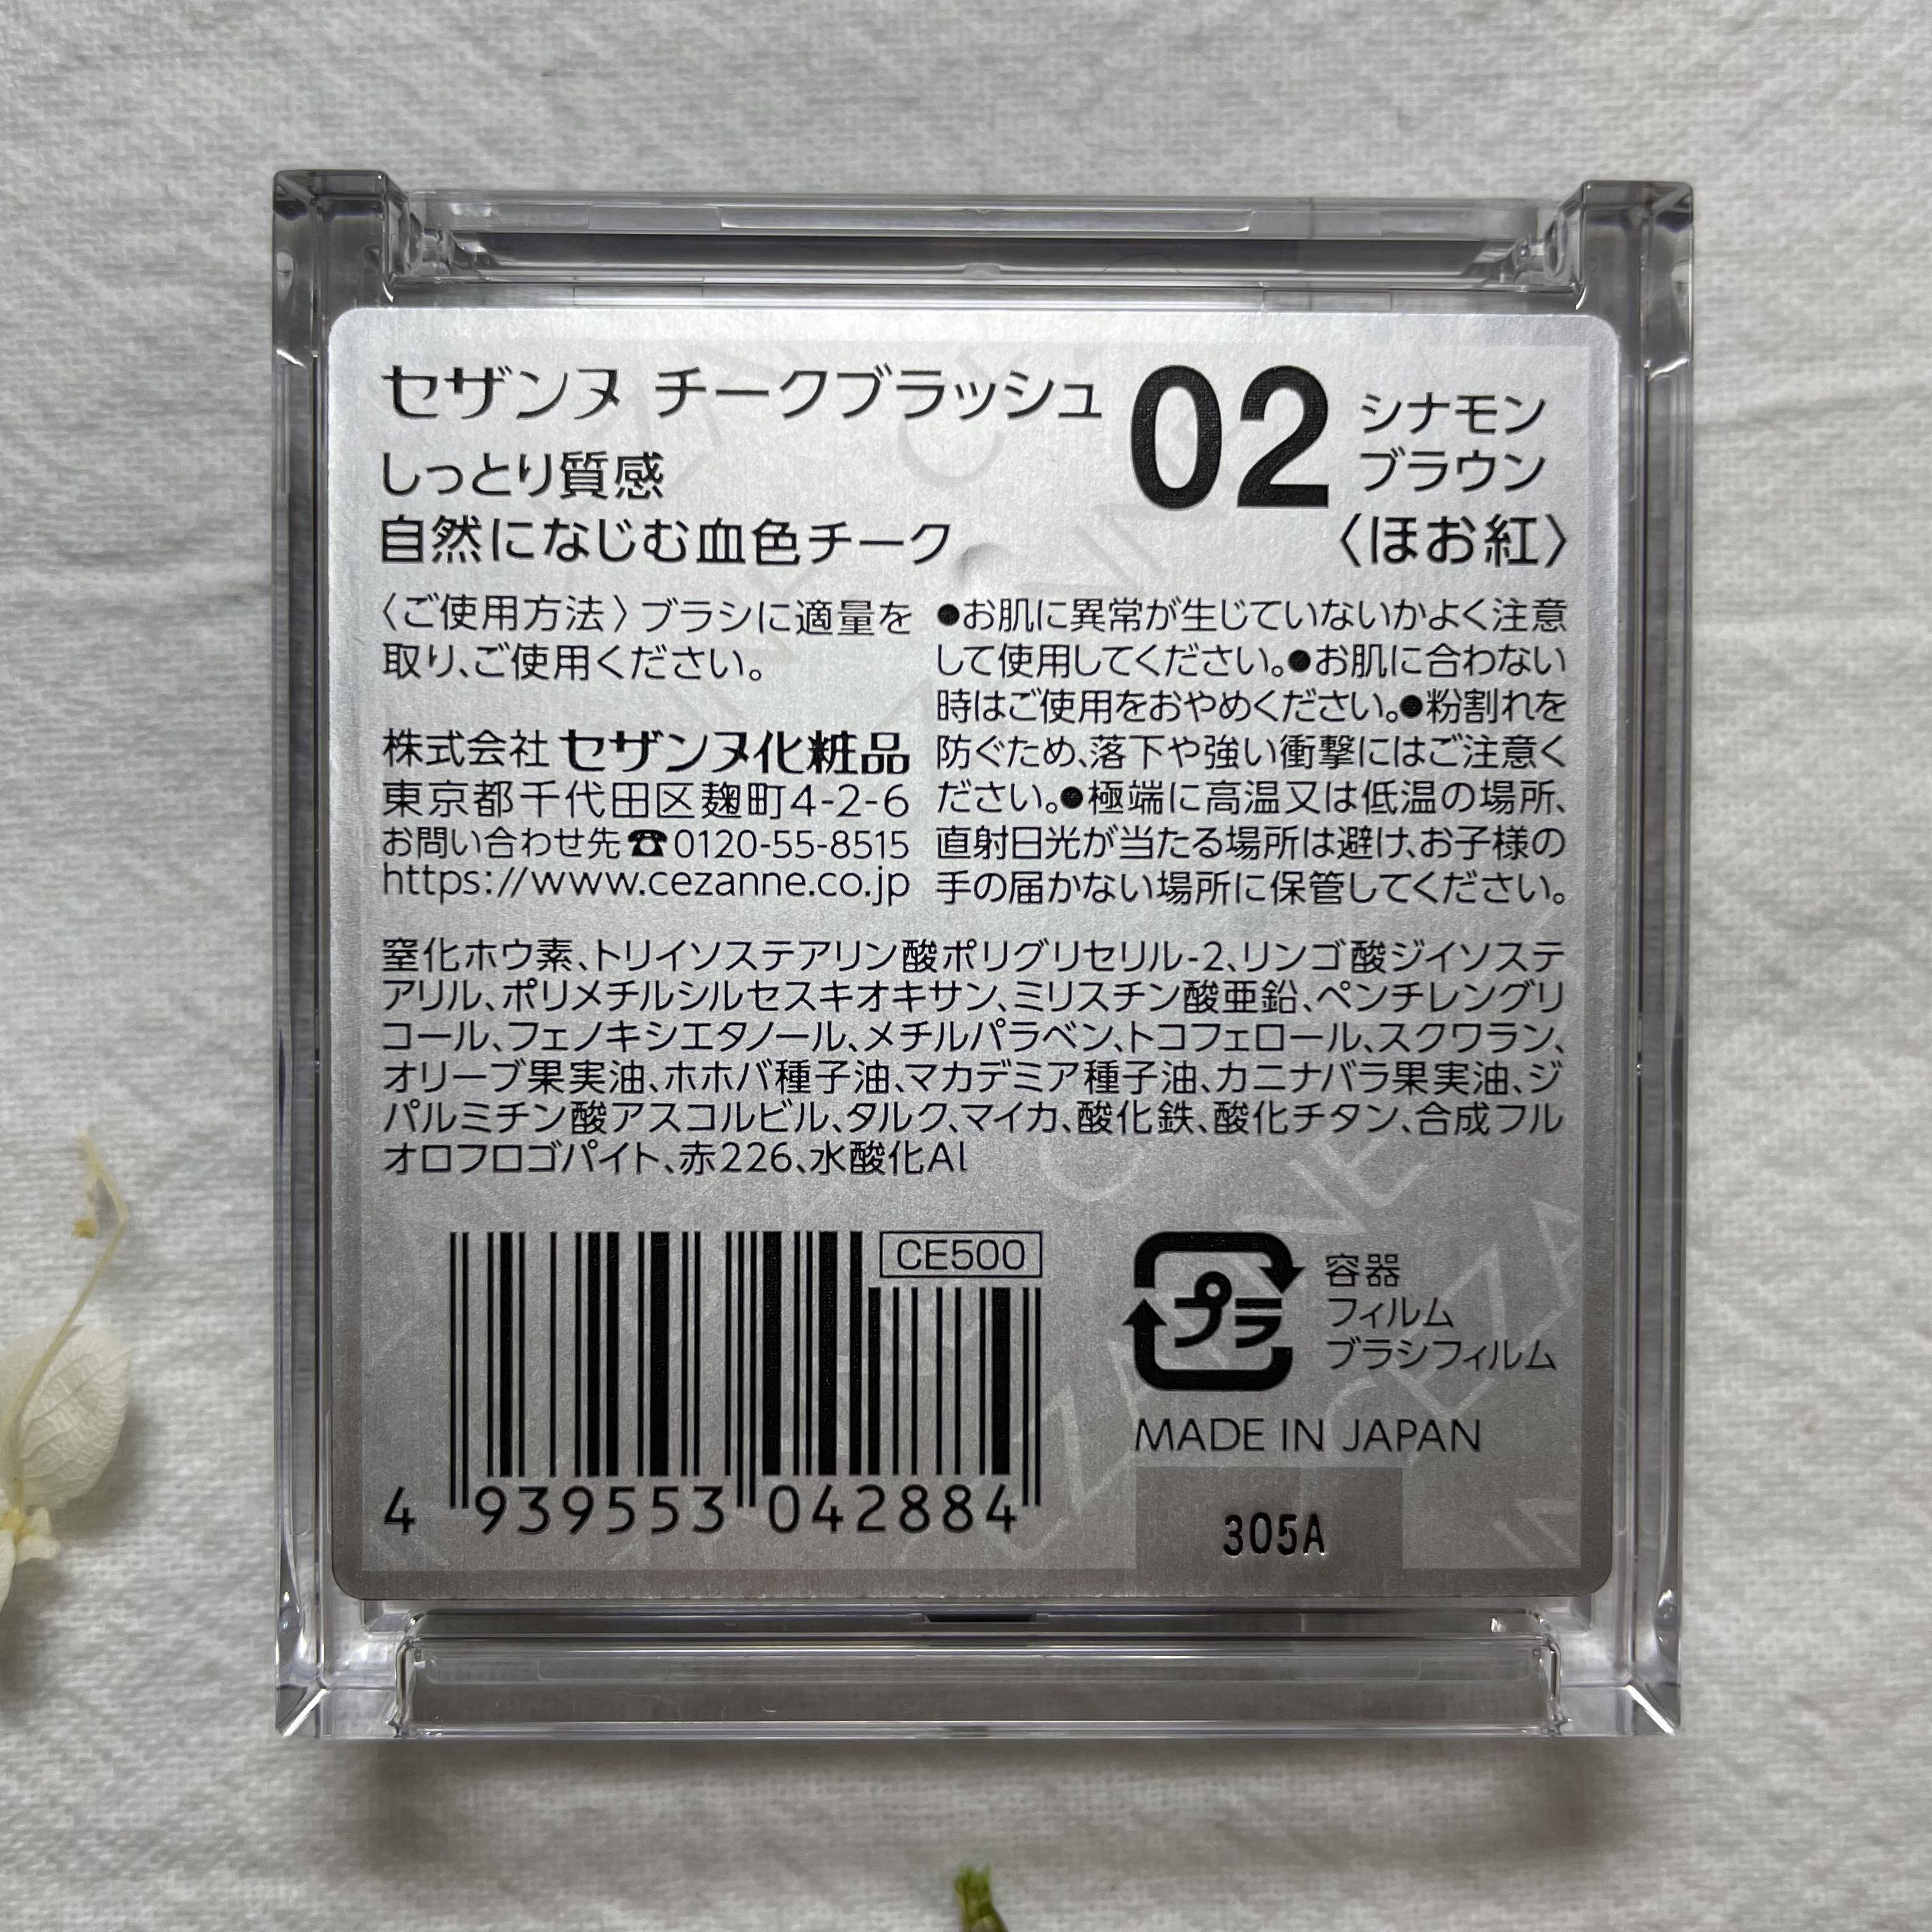 セザンヌ チークブラッシュ 02 シナモン
ブラウン
しっとり質感
自然になじむ血色チーク 〈ほお紅〉
〈ご使用方法〉ブラシに適量を
取り、ご使用ください。
株式会社 セザンヌ化粧品
東京都千代田区麹町4-2-6
お問い合わせ先☎0120-55-8515
https://www.cezanne.co.jp
●お肌に異常が生じていないかよく注意
して使用してください。●お肌に合わない
時はご使用をおやめください。●粉割れを
防ぐため、落下や強い衝撃にはご注意く
ださい。●極端に高温又は低温の場所、
直射日光が当たる場所は避け、お子様の
手の届かない場所に保管してください。
窒化ホウ素、トリイソステアリン酸ポリグリセリル-2、リンゴ酸ジイソステ
アリル、ポリメチルシルセスキオキサン、ミリスチン酸亜鉛、ペンチレングリ
コール、フェノキシエタノール、メチルパラベン、トコフェロール、スクワラン、
オリーブ果実油、ホホバ種子油、マカデミア種子油、カニナバラ果実油、ジ
パルミチン酸アスコルビル、タルク、マイカ、酸化鉄、酸化チタン、合成フル
オロフロゴパイト、赤226、水酸化Al
CE500
4 939553 042884
プラ
容器
フィルム
ブラシフィルム
MADE IN JAPAN
305A